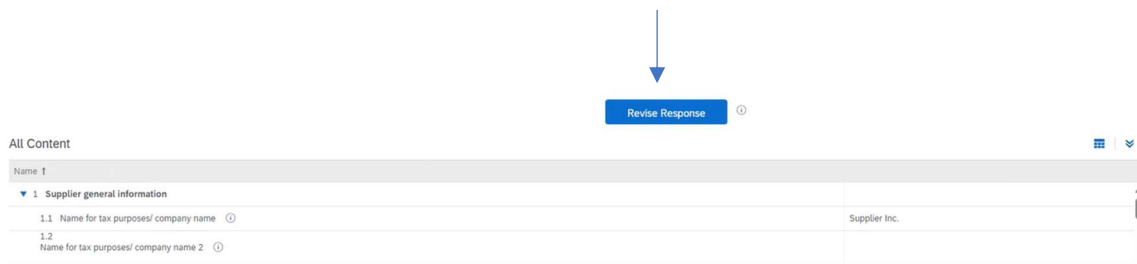 Revise Response
All Content
Name ↑
1 Supplier general information
1.1 Name for tax purposes/ company name
Supplier Inc.
1.2
Name for tax purposes/ company name 2